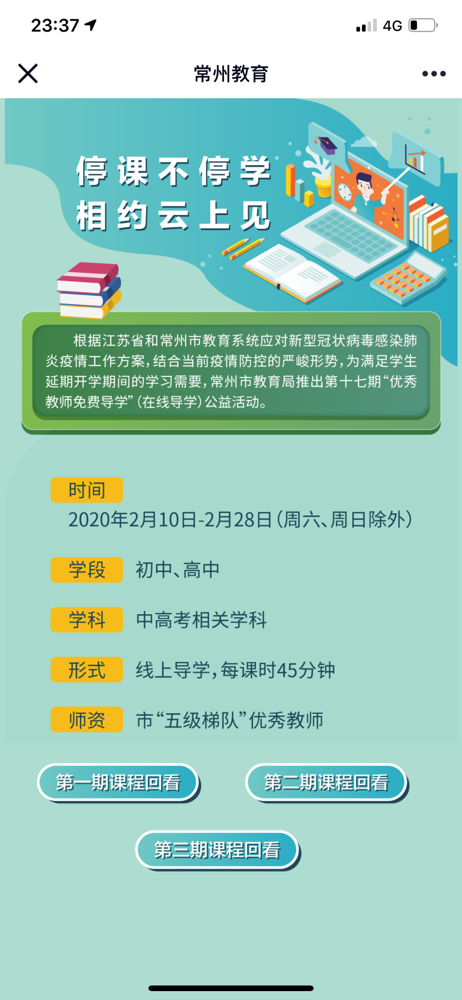 23:37
4G
常州教育
停课不停学
相约云上见
根据江苏省和常州市教育系统应对新型冠状病毒感染肺
炎疫情工作方案，结合当前疫情防控的严峻形势，为满足学生
延期开学期间的学习需要，常州市教育局推出第十七期“优秀
教师免费导学”（在线导学）公益活动。
时间
2020年2月10日-2月28日（周六、周日除外）
学段 初中、高中
学科 中高考相关学科
形式 线上导学，每课时45分钟
师资 市“五级梯队”优秀教师
第一期课程回看 第二期课程回看
第三期课程回看